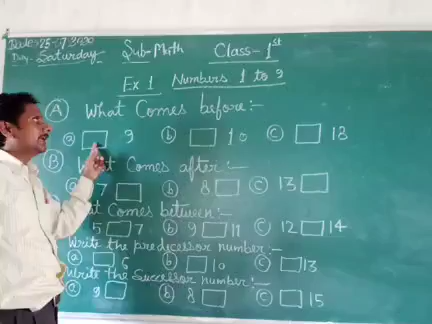 Date:- 25-07-2020 Sub-Math Class-1st
Day:- Saturday
Ex 1 Numbers 1 to 9
Ⓐ What Comes before:-
ⓐ □ 9 ⓑ □ 10 ⓒ □ 18
Ⓑ What Comes after:-
ⓐ 7 □ ⓑ 8 □ ⓒ 13 □
Comes between:-
5 □ 7 ⓑ 9 □ 11 ⓒ 12 □ 14
Write the predecessor number:-
ⓐ □ 6 ⓑ □ 10 ⓒ □ 13
Write the Successor number:-
ⓐ 9 □ ⓑ 8 □ ⓒ □ 15